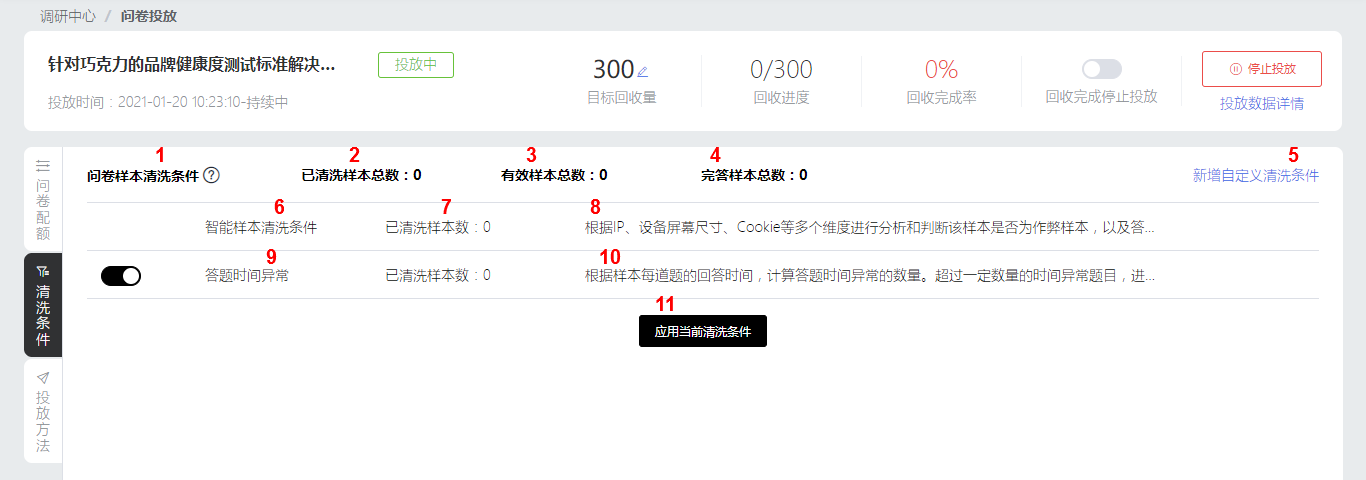 调研中心 / 问卷投放
针对巧克力的品牌健康度测试标准解决... 投放中
投放时间：2021-01-20 10:23:10-持续中
300 0/300 0%
目标回收量 回收进度 回收完成率 回收完成停止投放
停止投放
投放数据详情
问卷配额
清洗条件
投放方法
1 2 3 4 5
问卷样本清洗条件 ? 已清洗样本总数：0 有效样本总数：0 完答样本总数：0 新增自定义清洗条件
6 7 8
智能样本清洗条件 已清洗样本数：0 根据IP、设备屏幕尺寸、Cookie等多个维度进行分析和判断该样本是否为作弊样本，以及答...
9 10
答题时间异常 已清洗样本数：0 根据样本每道题的回答时间，计算答题时间异常的数量。超过一定数量的时间异常题目，进...
11
应用当前清洗条件